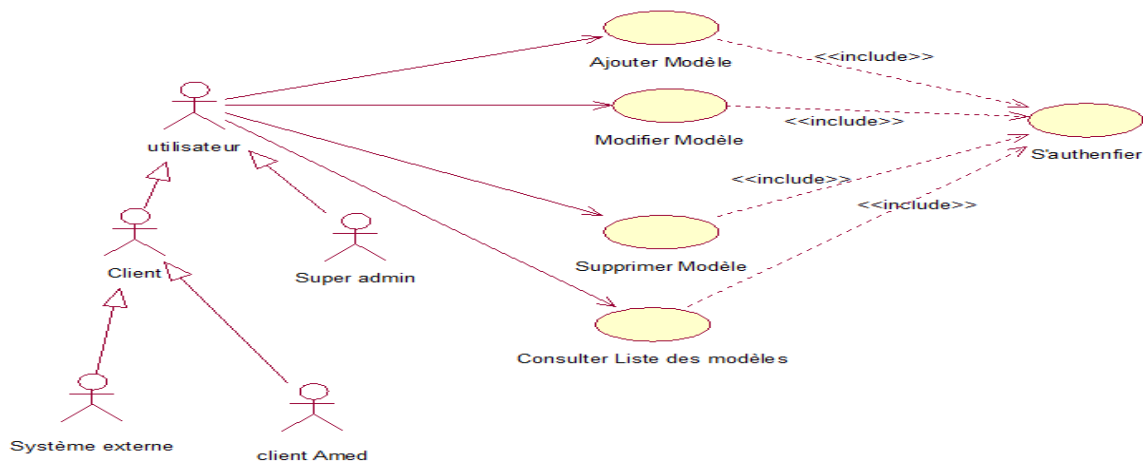 Ajouter Modèle
<<include>>
utilisateur
Modifier Modèle
<<include>>
S'authenfier
<<include>>
<<include>>
Client
Super admin
Supprimer Modèle
Consulter Liste des modèles
Système externe
client Amed